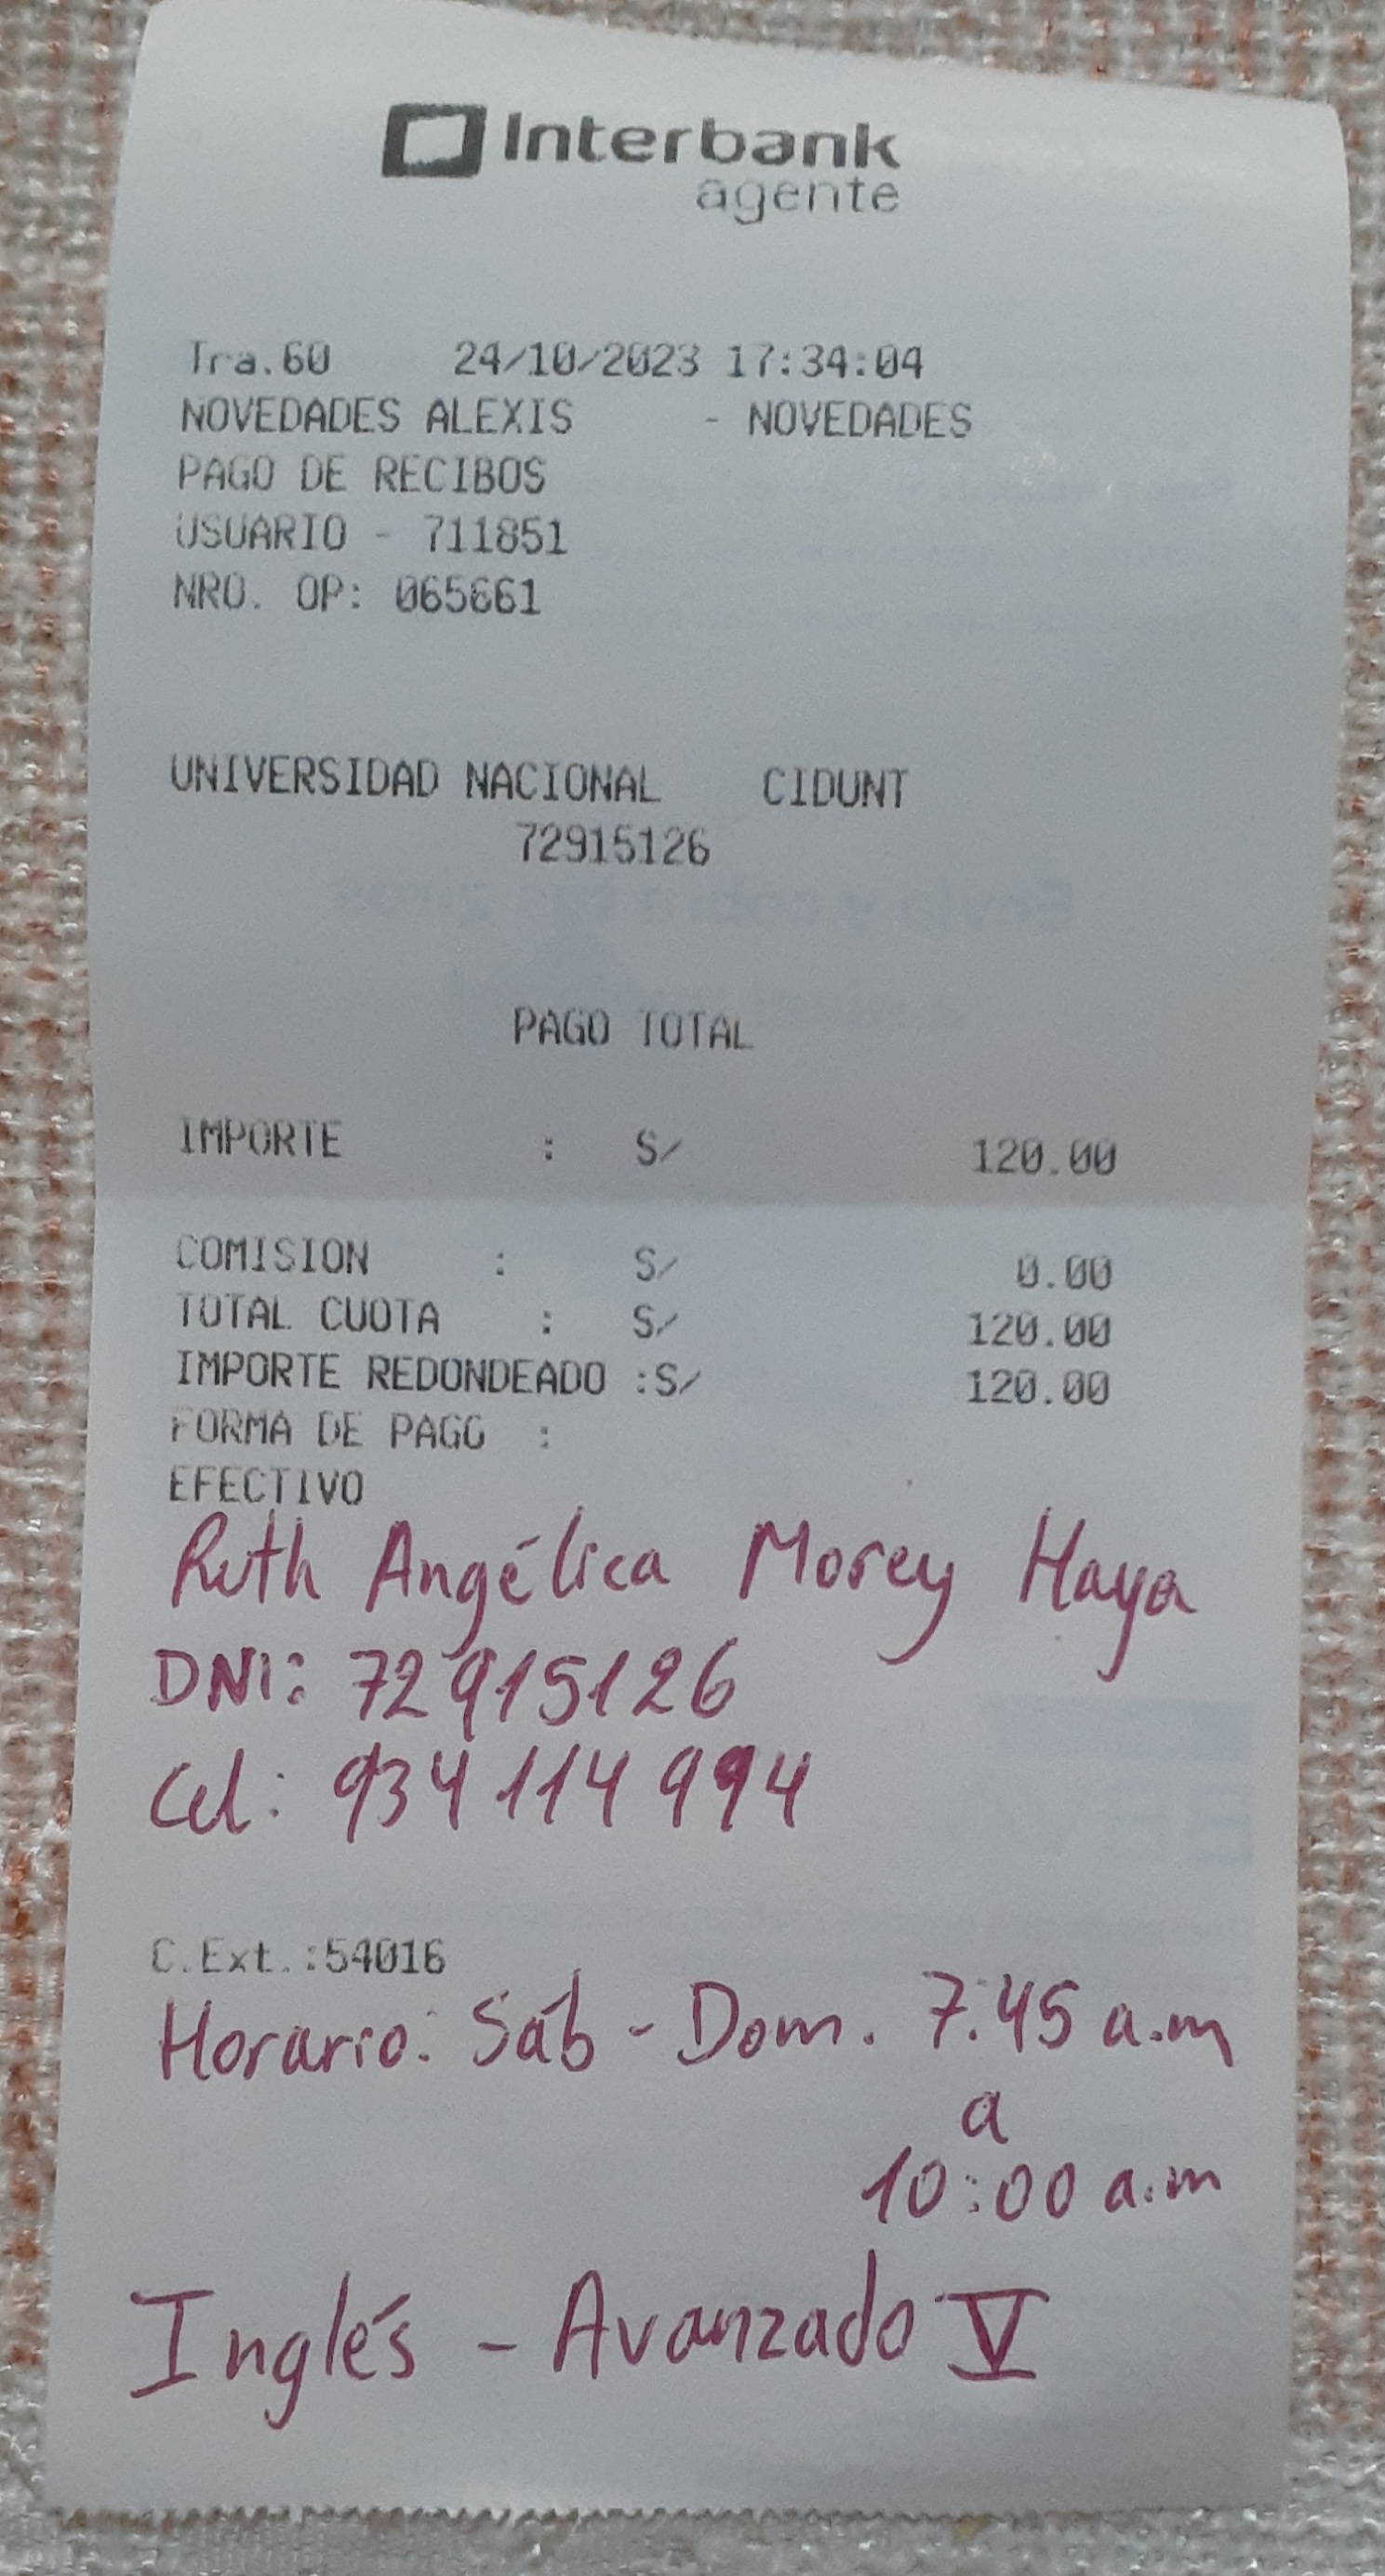 Interbank
agente
Tra.60 24/10/2023 17:34:04
NOVEDADES ALEXIS - NOVEDADES
PAGO DE RECIBOS
USUARIO - 711851
NRO. OP: 065661
UNIVERSIDAD NACIONAL CIDUNT
72915126
PAGO TOTAL
IMPORTE : S/ 120.00
COMISION : S/ 0.00
TOTAL CUOTA : S/ 120.00
IMPORTE REDONDEADO :S/ 120.00
FORMA DE PAGO :
EFECTIVO
Ruth Angélica Morey Haya
DNI: 72915126
Cel: 934 114 994
C.Ext.:54016
Horario: Sáb - Dom. 7:45 a.m
a
10:00 a.m
Inglés - Avanzado V